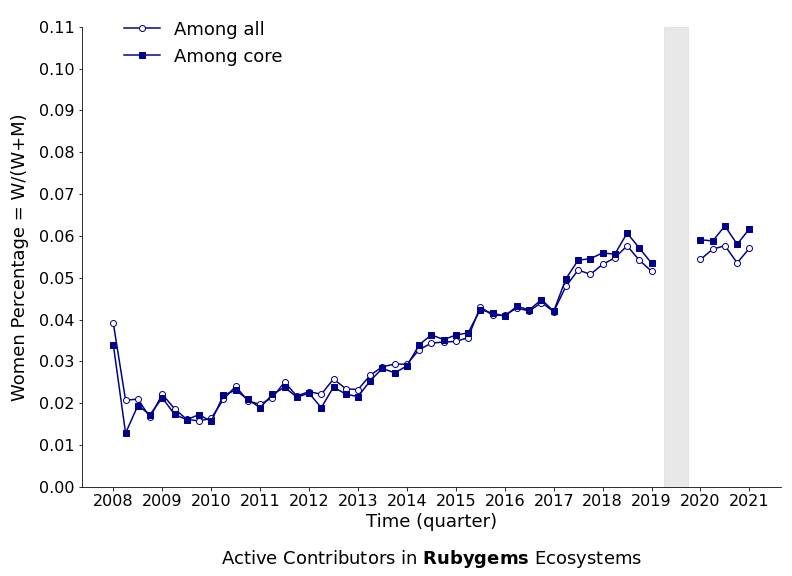 Among all
Among core
0.11
0.10
0.09
0.08
0.07
0.06
0.05
0.04
0.03
0.02
0.01
0.00
Women Percentage = W/(W+M)
2008 2009 2010 2011 2012 2013 2014 2015 2016 2017 2018 2019 2020 2021
Time (quarter)
Active Contributors in Rubygems Ecosystems